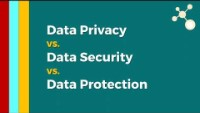 Data Privacy
vs.
Data Security
vs.
Data Protection